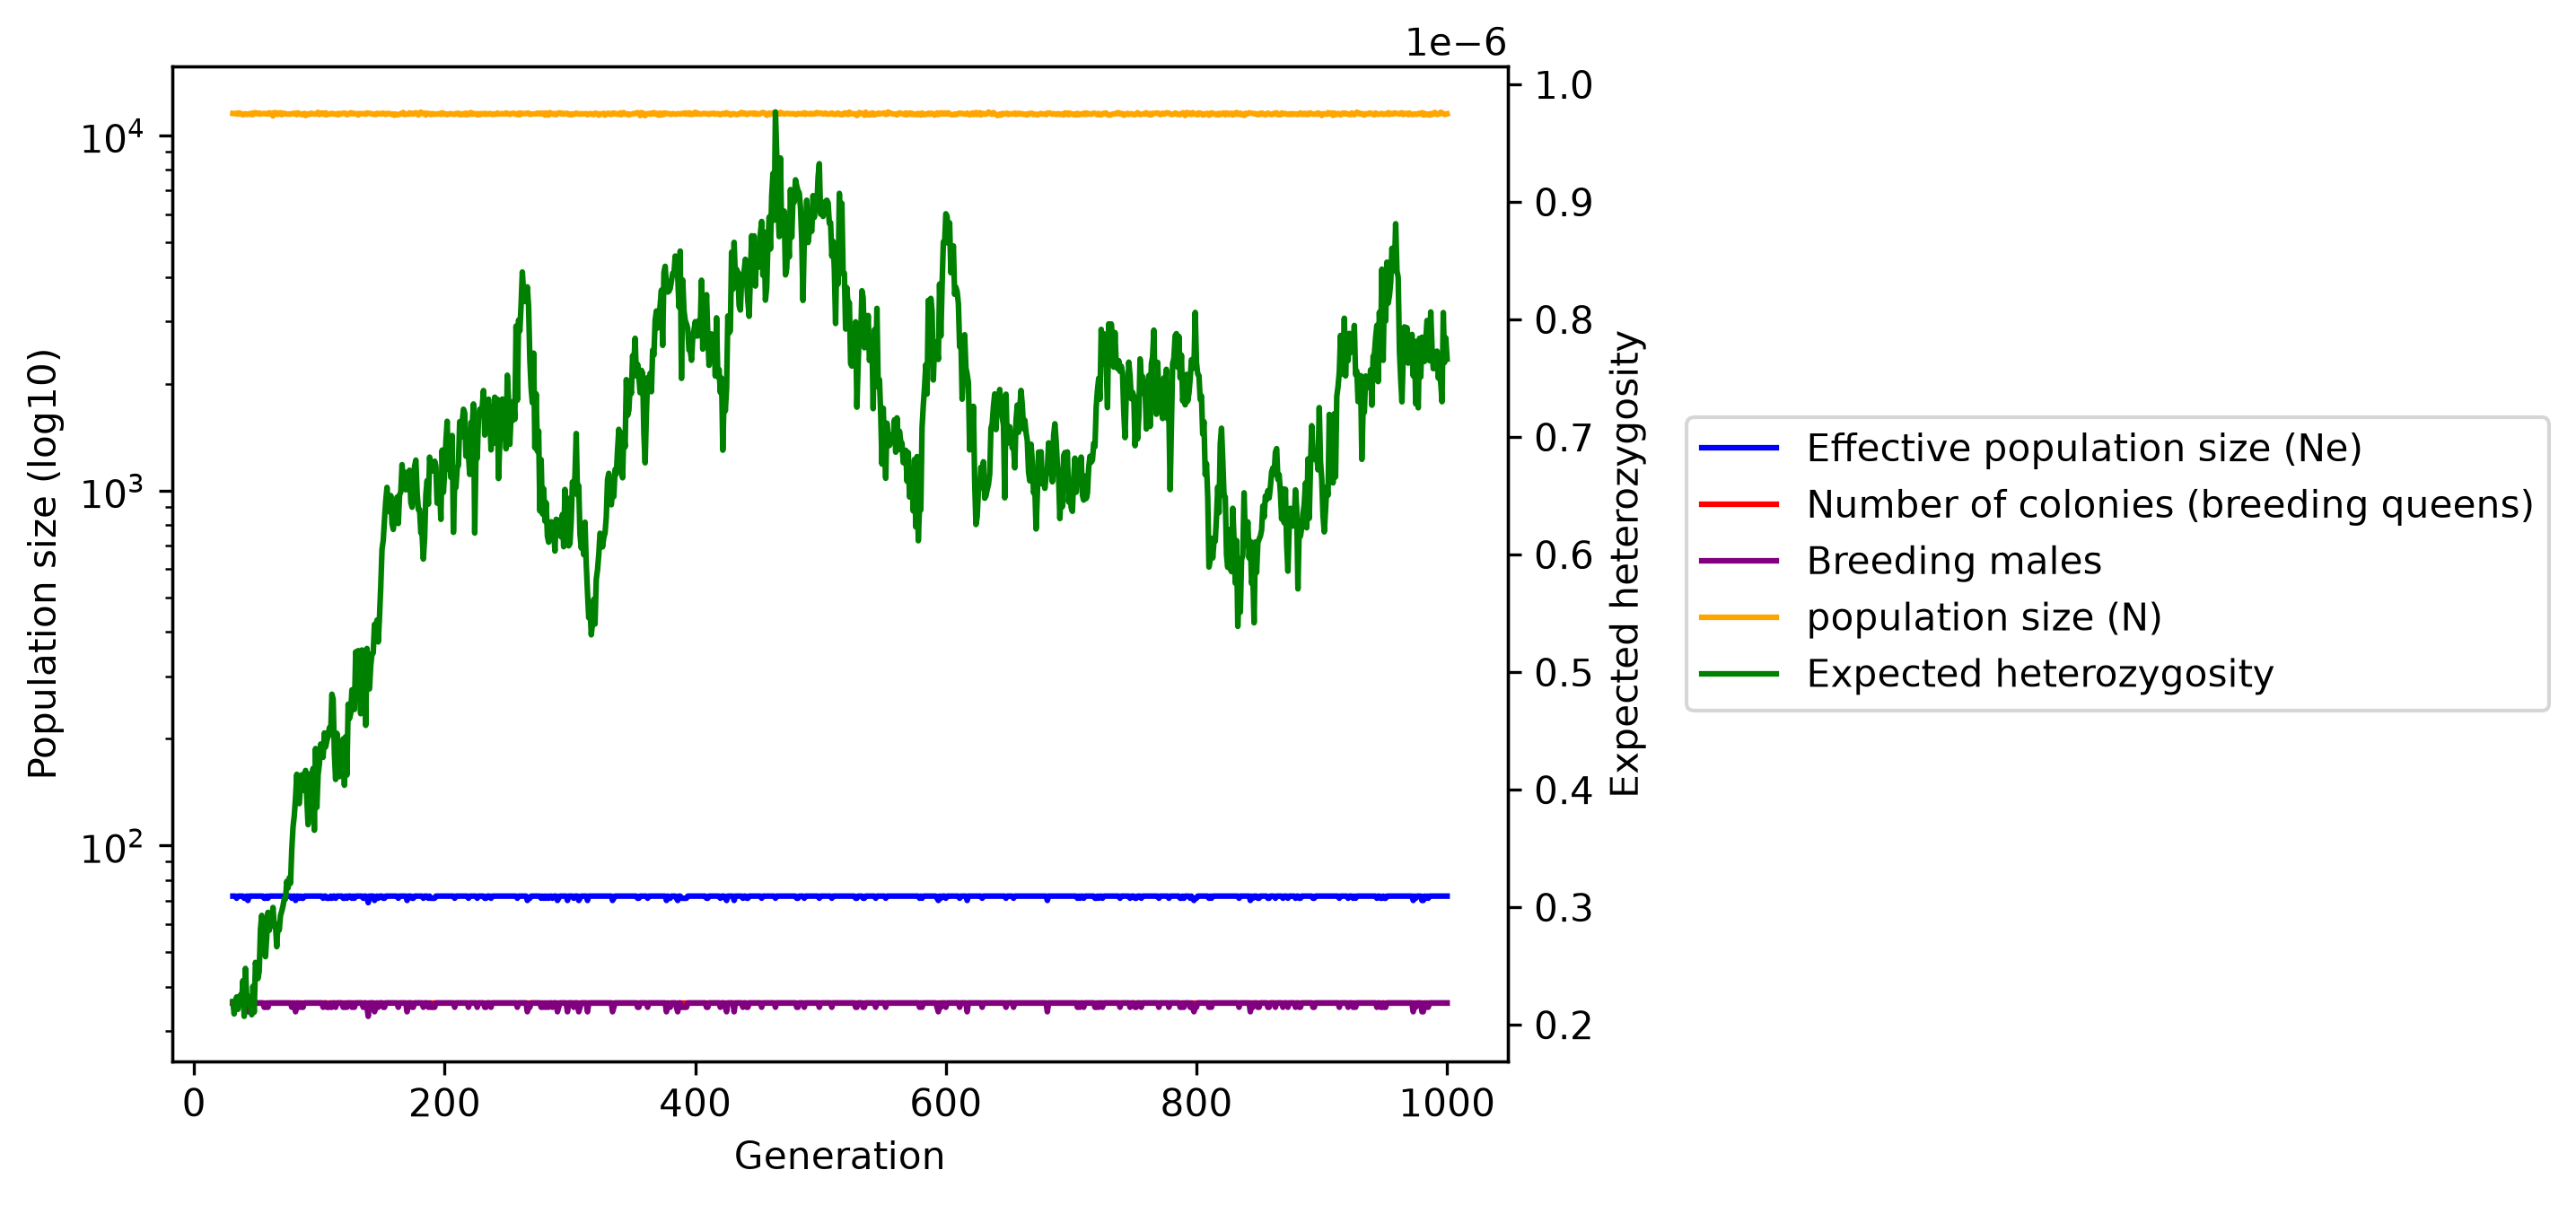 1e−6
Population size (log10)
10⁴
10³
10²
1.0
0.9
0.8
0.7
0.6
0.5
0.4
0.3
0.2
Expected heterozygosity
0 200 400 600 800 1000
Generation
Effective population size (Ne)
Number of colonies (breeding queens)
Breeding males
population size (N)
Expected heterozygosity